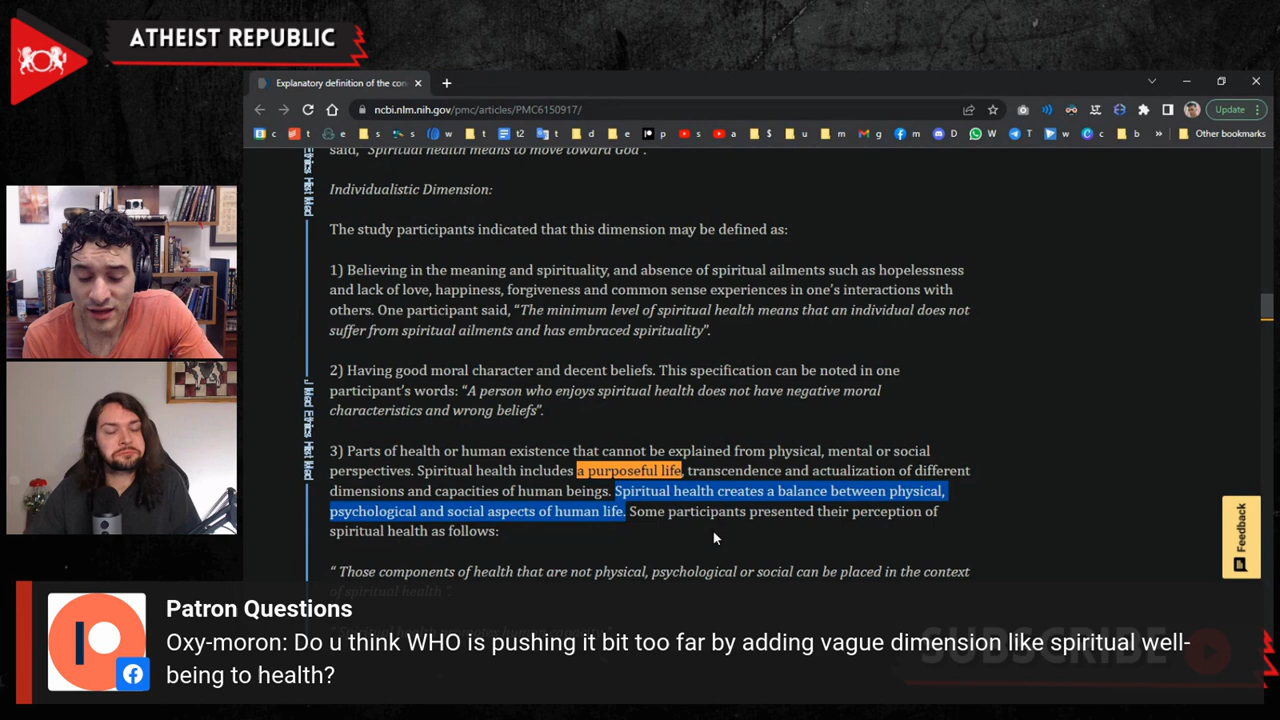 ATHEIST REPUBLIC
Explanatory definition of the con
Update
ncbi.nlm.nih.gov/pmc/articles/PMC6150917/
c t e s s w t t2 t d e p s a $ u m g m D W T w c b » Other bookmarks
said, "Spiritual health means to move toward God".
Individualistic Dimension:
The study participants indicated that this dimension may be defined as:
1) Believing in the meaning and spirituality, and absence of spiritual ailments such as hopelessness
and lack of love, happiness, forgiveness and common sense experiences in one's interactions with
others. One participant said, "The minimum level of spiritual health means that an individual does not
suffer from spiritual ailments and has embraced spirituality".
2) Having good moral character and decent beliefs. This specification can be noted in one
participant's words: "A person who enjoys spiritual health does not have negative moral
characteristics and wrong beliefs".
3) Parts of health or human existence that cannot be explained from physical, mental or social
perspectives. Spiritual health includes a purposeful life, transcendence and actualization of different
dimensions and capacities of human beings. Spiritual health creates a balance between physical,
psychological and social aspects of human life. Some participants presented their perception of
spiritual health as follows:
" Those components of health that are not physical, psychological or social can be placed in the context
of spiritual health ".
J Med Ethics Hist Med
Feedback
SUBSCRIBE
Patron Questions
Oxy-moron: Do u think WHO is pushing it bit too far by adding vague dimension like spiritual well-
being to health?